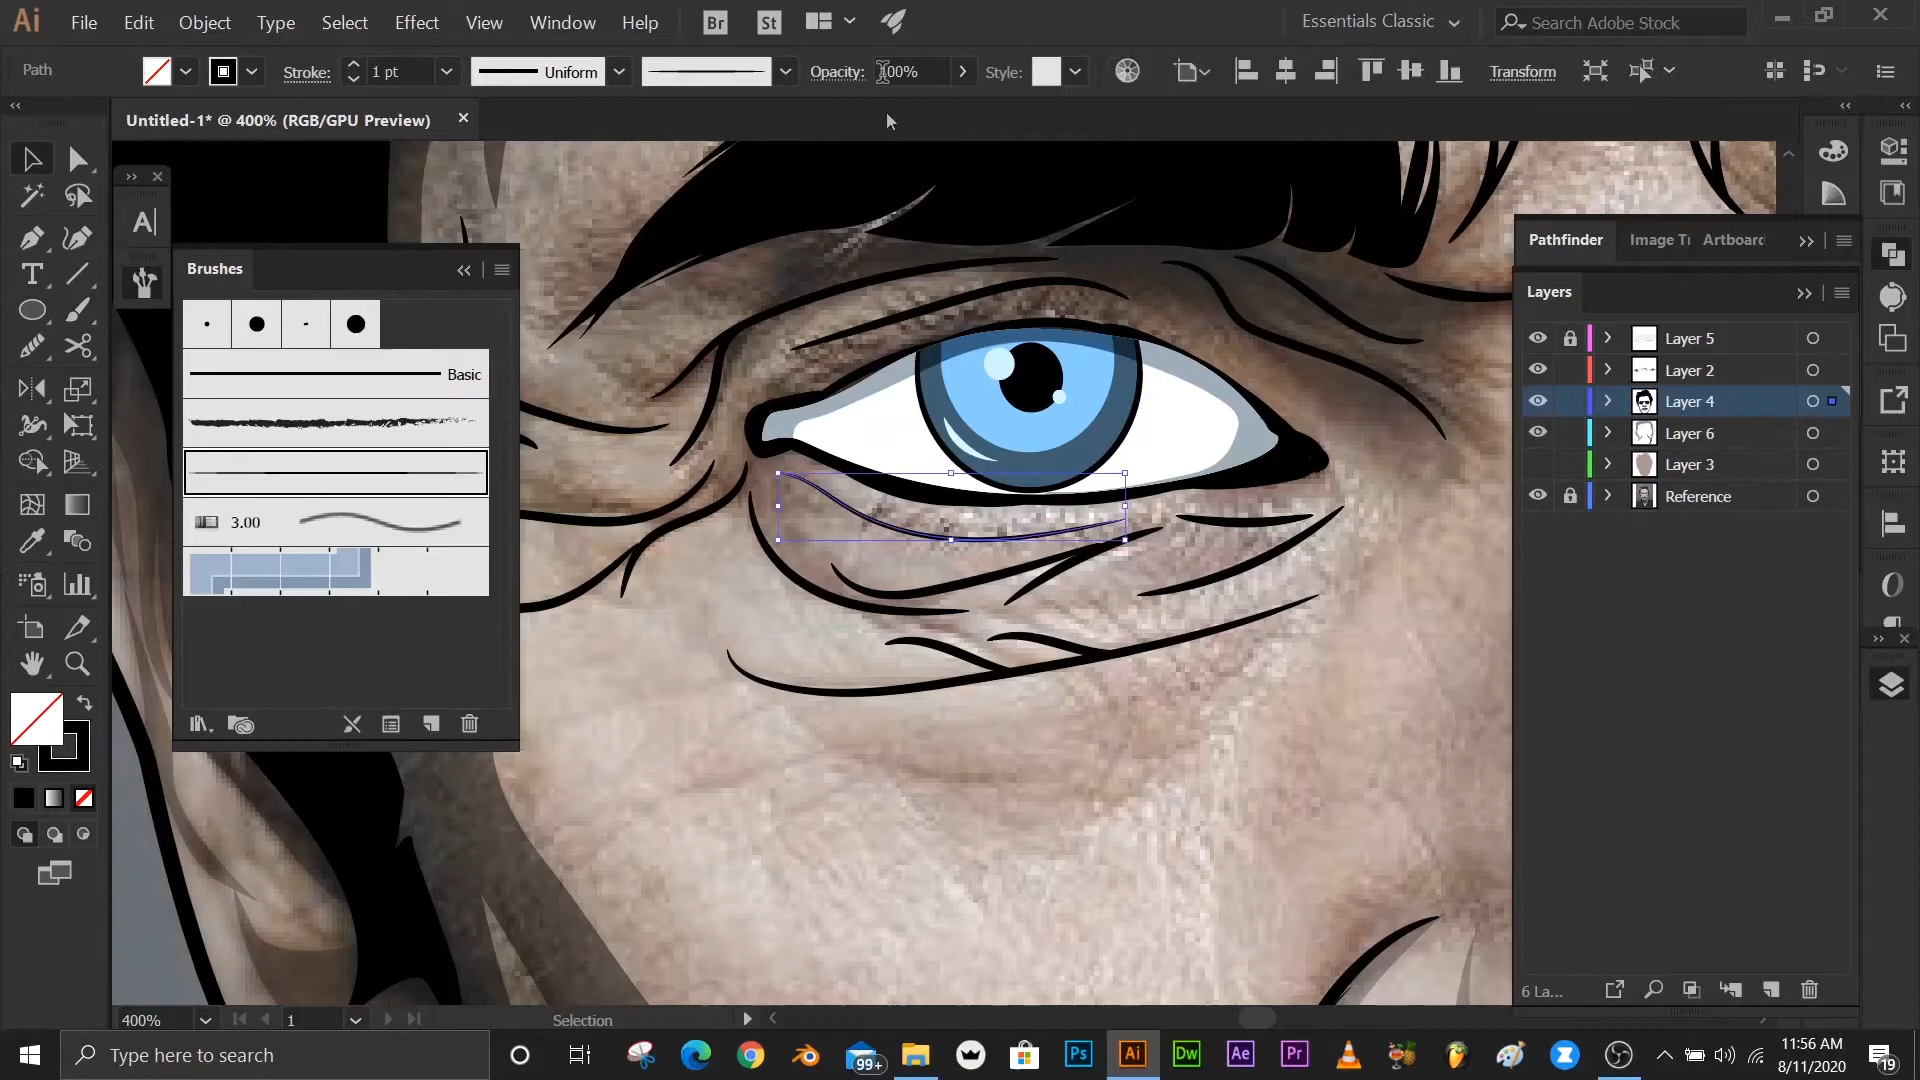 Ai File Edit Object Type Select Effect View Window Help Br St Essentials Classic Search Adobe Stock
Path Stroke: 1 pt Uniform Opacity: 100% Style: Transform
Untitled-1* @ 400% (RGB/GPU Preview)
A
Brushes
Basic
3.00
Pathfinder Image Tr Artboard
Layers
Layer 5
Layer 2
Layer 4
Layer 6
Layer 3
Reference
6 La...
400% 1 Selection
Type here to search 99+ Ps Ai Dw Ae Pr 11:56 AM
8/11/2020 19